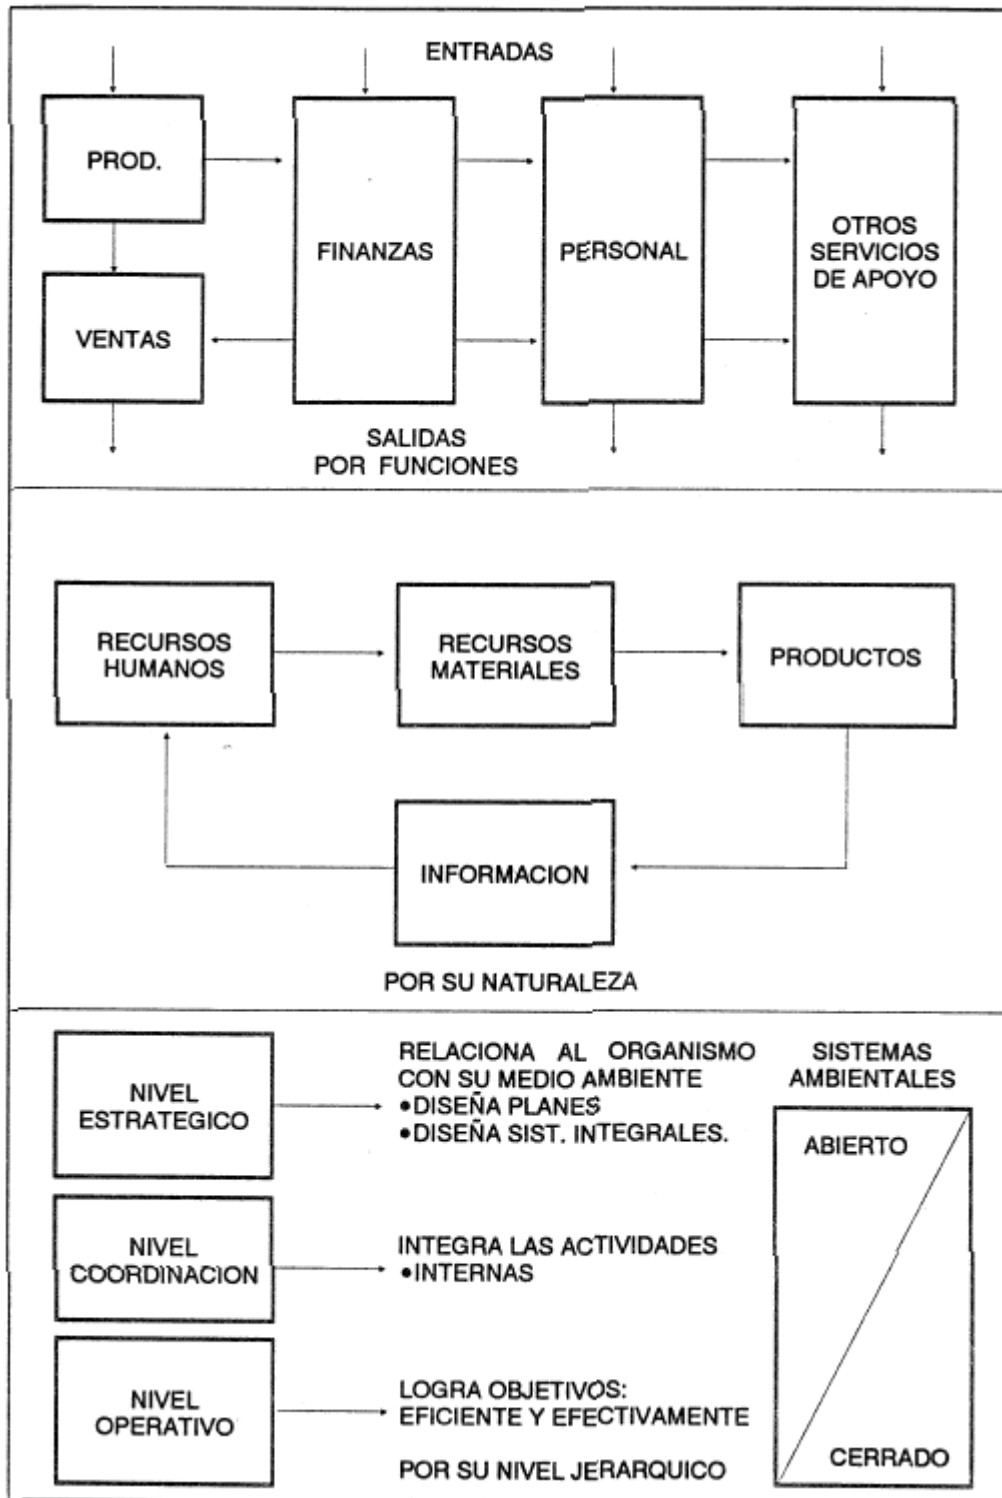 ENTRADAS
PROD.
FINANZAS
PERSONAL
OTROS
SERVICIOS
DE APOYO
VENTAS
SALIDAS
POR FUNCIONES
RECURSOS
HUMANOS
RECURSOS
MATERIALES
PRODUCTOS
INFORMACION
POR SU NATURALEZA
NIVEL
ESTRATEGICO
RELACIONA AL ORGANISMO
CON SU MEDIO AMBIENTE
•DISEÑA PLANES
•DISEÑA SIST. INTEGRALES.
SISTEMAS
AMBIENTALES
ABIERTO
NIVEL
COORDINACION
INTEGRA LAS ACTIVIDADES
•INTERNAS
NIVEL
OPERATIVO
LOGRA OBJETIVOS:
EFICIENTE Y EFECTIVAMENTE
POR SU NIVEL JERARQUICO
CERRADO